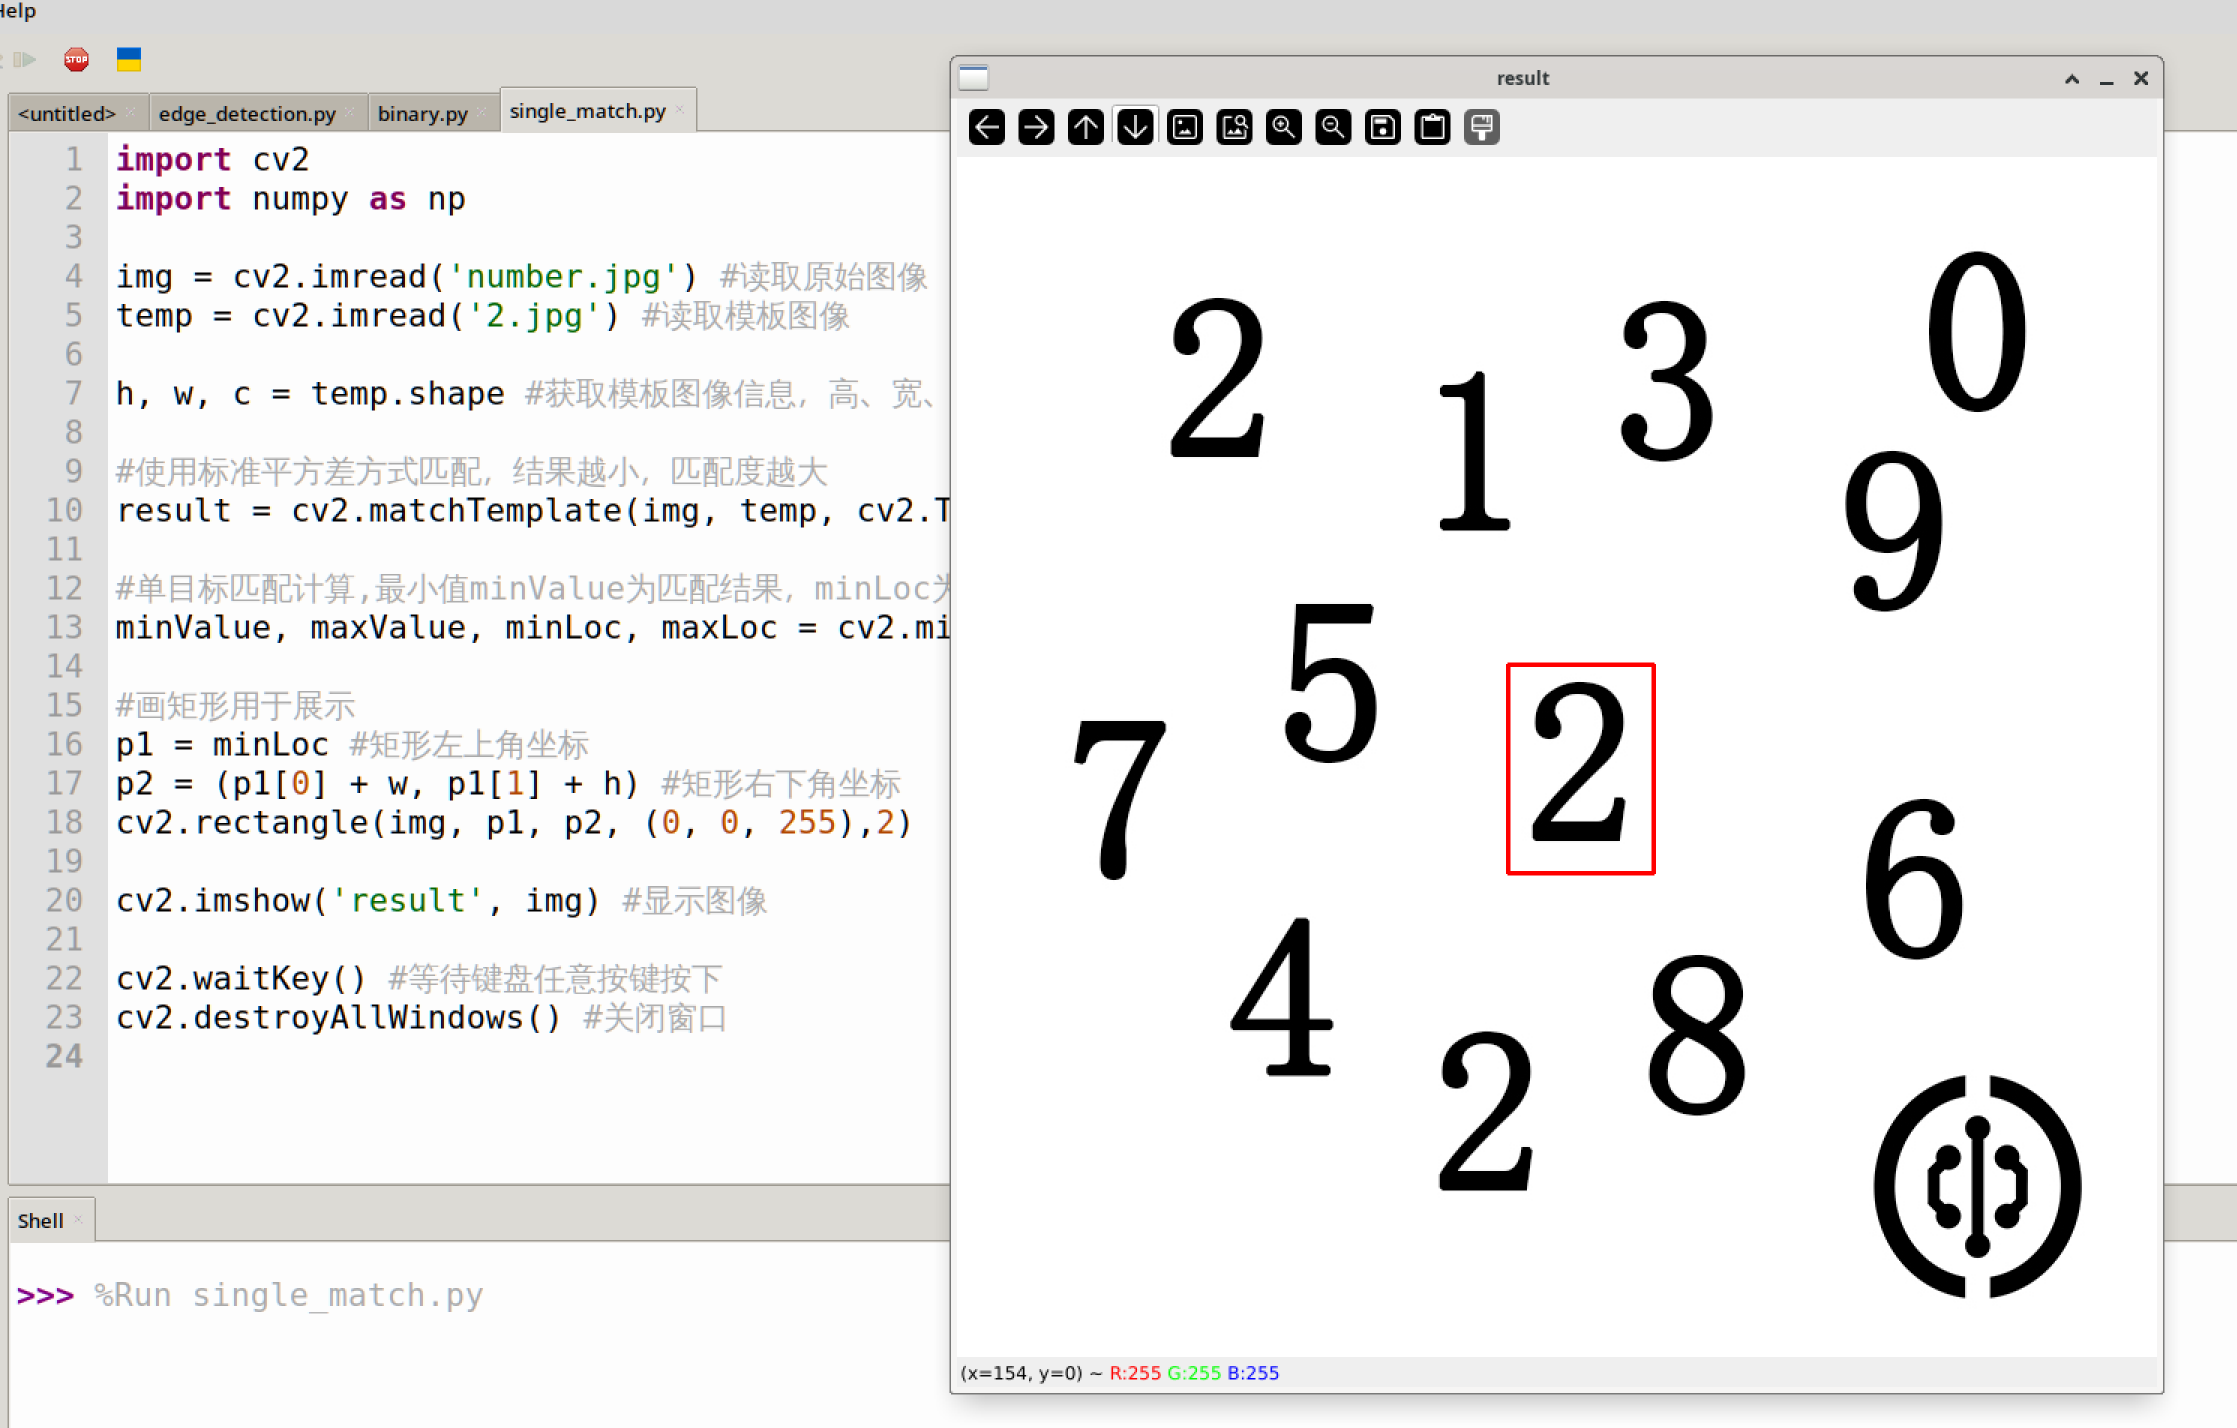 Help
STOP
<untitled>
edge_detection.py
binary.py
single_match.py
1 import cv2
2 import numpy as np
3
4 img = cv2.imread('number.jpg') #读取原始图像
5 temp = cv2.imread('2.jpg') #读取模板图像
6
7 h, w, c = temp.shape #获取模板图像信息，高、宽、
8
9 #使用标准平方差方式匹配，结果越小，匹配度越大
10 result = cv2.matchTemplate(img, temp, cv2.T
11
12 #单目标匹配计算,最小值minValue为匹配结果，minLoc为
13 minValue, maxValue, minLoc, maxLoc = cv2.mi
14
15 #画矩形用于展示
16 p1 = minLoc #矩形左上角坐标
17 p2 = (p1[0] + w, p1[1] + h) #矩形右下角坐标
18 cv2.rectangle(img, p1, p2, (0, 0, 255),2)
19
20 cv2.imshow('result', img) #显示图像
21
22 cv2.waitKey() #等待键盘任意按键按下
23 cv2.destroyAllWindows() #关闭窗口
24
Shell
>>> %Run single_match.py
result
0
2
3
1
9
5
2
7
6
4
8
2
(x=154, y=0) ~ R:255 G:255 B:255